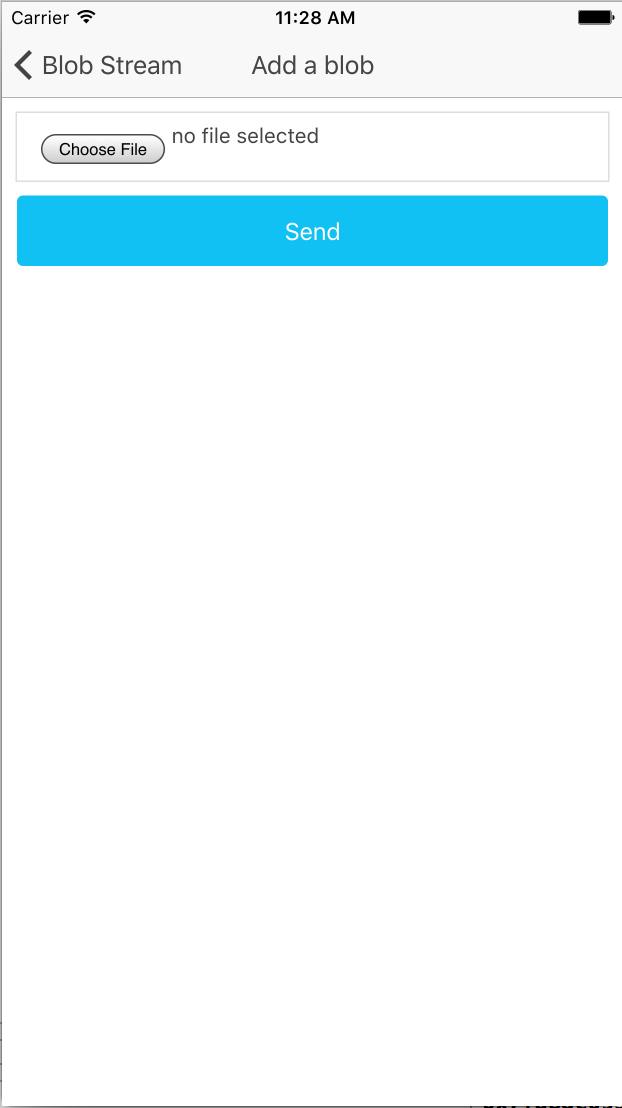 Carrier 11:28 AM
Blob Stream Add a blob
Choose File no file selected
Send